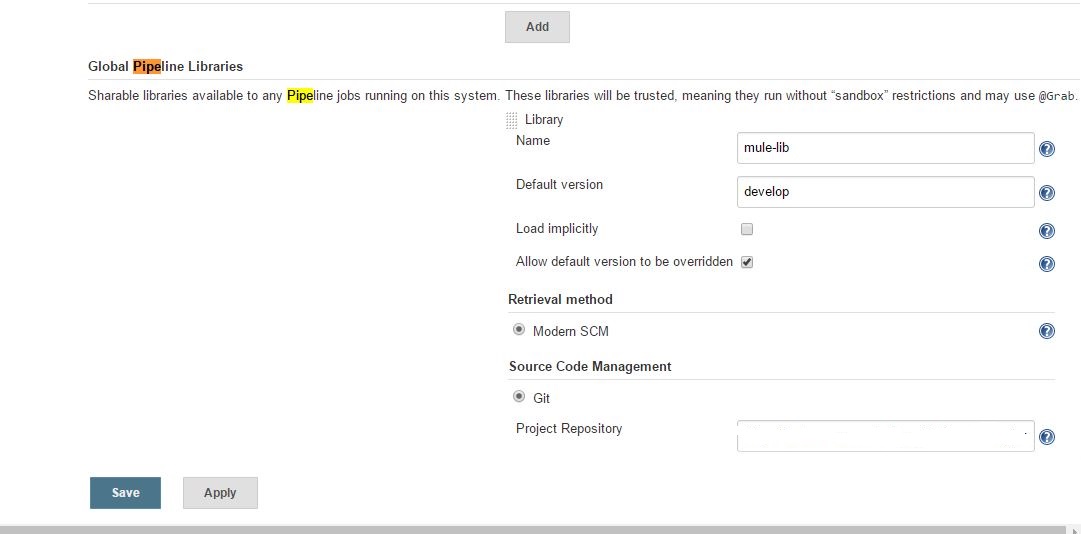 Add
Global Pipeline Libraries
Sharable libraries available to any Pipeline jobs running on this system. These libraries will be trusted, meaning they run without “sandbox” restrictions and may use @Grab.
Library
Name
mule-lib
?
Default version
develop
?
Load implicitly
?
Allow default version to be overridden
?
Retrieval method
Modern SCM
?
Source Code Management
Git
Project Repository
?
Save
Apply